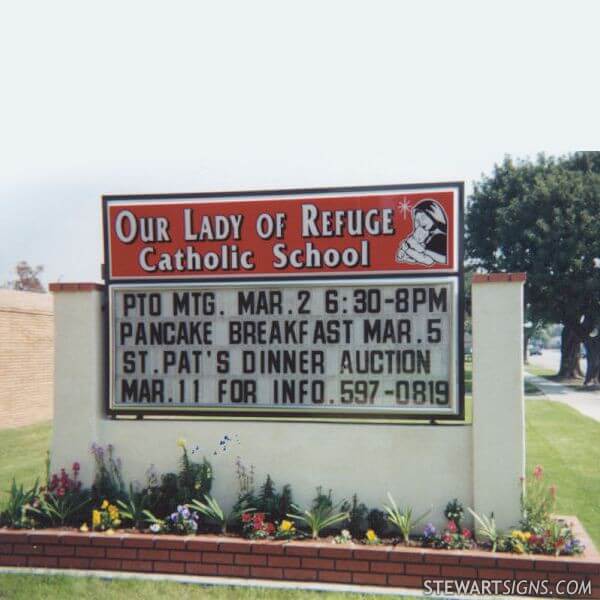 OUR LADY OF REFUGE
Catholic School
PTO MTG. MAR.2 6:30-8PM
PANCAKE BREAKFAST MAR.5
ST.PAT'S DINNER AUCTION
MAR.11 FOR INFO.597-0819
STEWARTSIGNS.COM